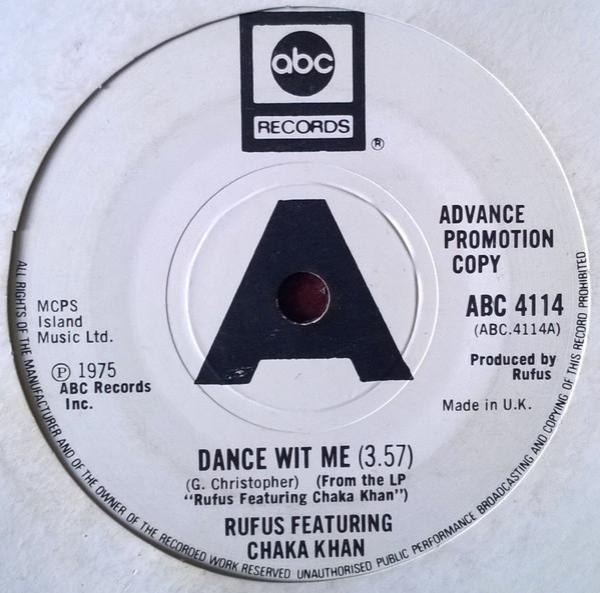 abc
RECORDS
®
A
ADVANCE
PROMOTION
COPY
ABC 4114
(ABC.4114A)
Produced by
Rufus
Made in U.K.
MCPS
Island
Music Ltd.
Ⓟ 1975
ABC Records
Inc.
DANCE WIT ME (3.57)
(G. Christopher) (From the LP
"Rufus Featuring Chaka Khan")
RUFUS FEATURING
CHAKA KHAN
ALL RIGHTS OF THE MANUFACTURER AND OF THE OWNER OF THE RECORDED WORK RESERVED UNAUTHORISED PUBLIC PERFORMANCE BROADCASTING AND COPYING OF THIS RECORD PROHIBITED